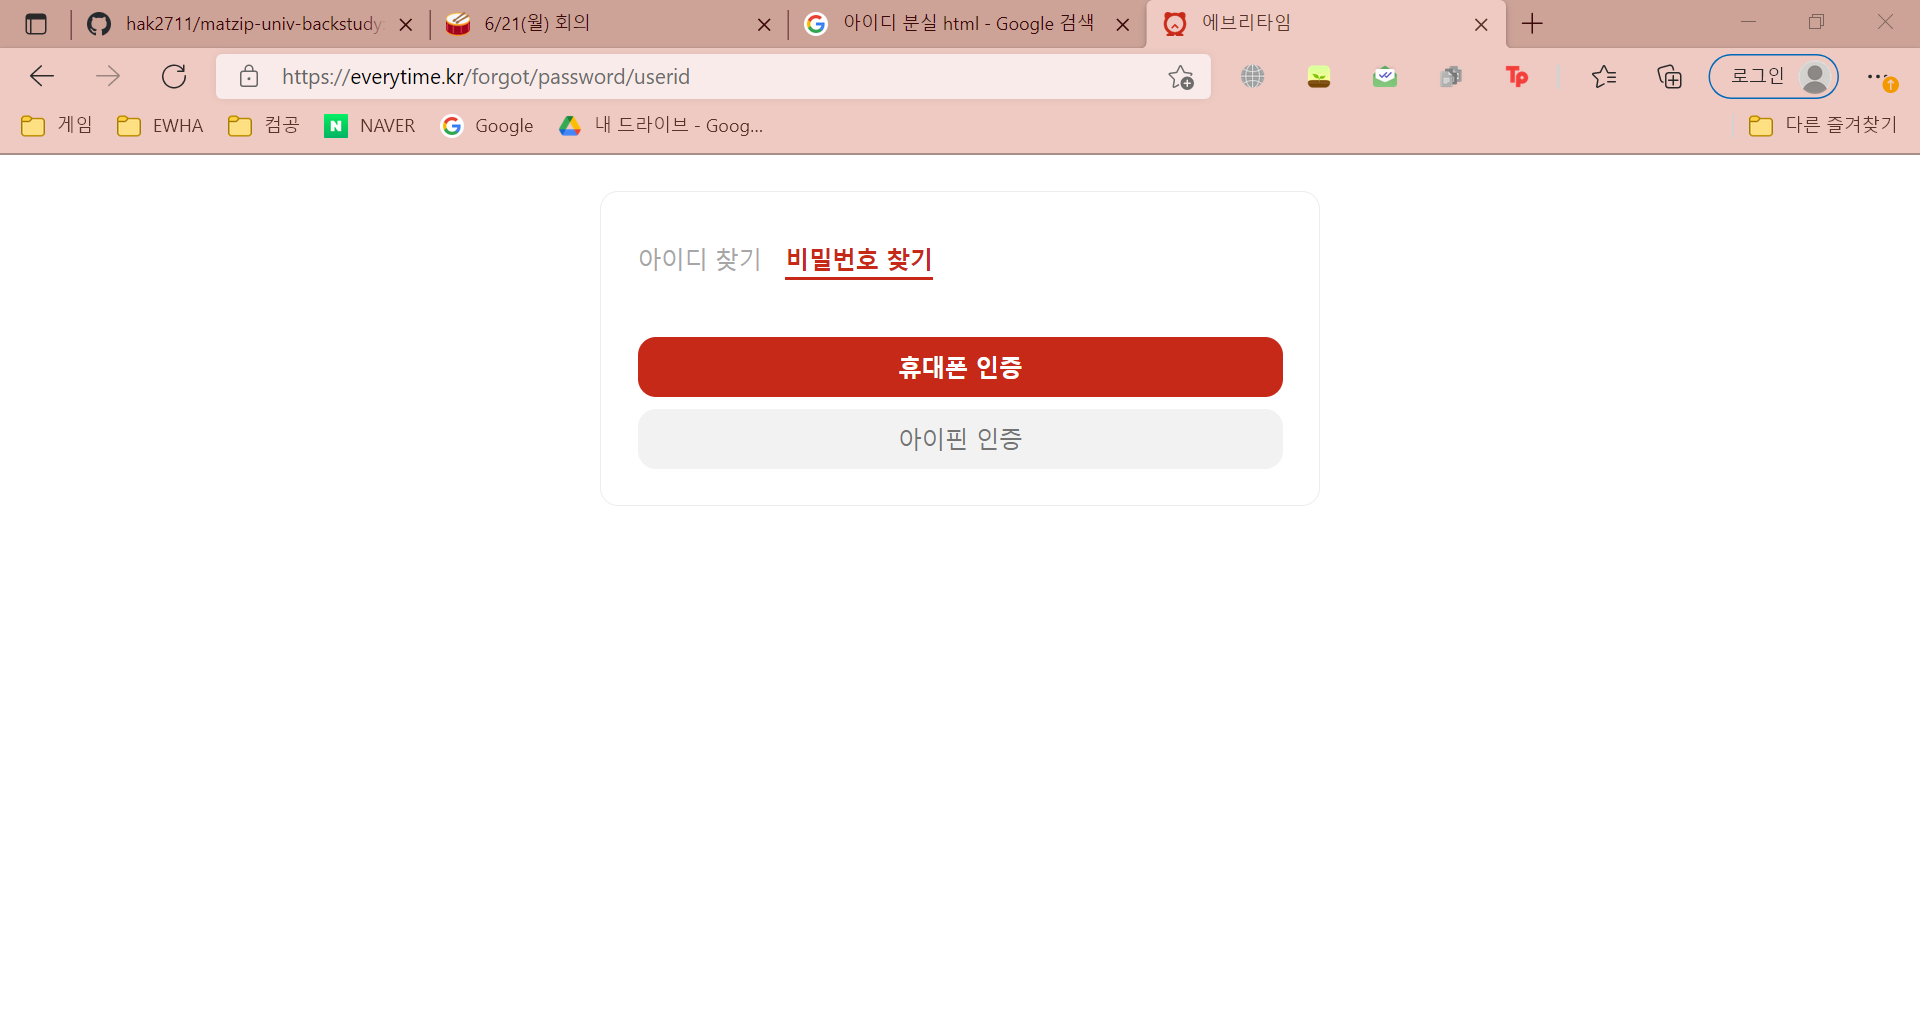 hak2711/matzip-univ-backstudy
6/21(월) 회의
아이디 분실 html - Google 검색
에브리타임
https://everytime.kr/forgot/password/userid
Tp
로그인
게임
EWHA
컴공
N
NAVER
Google
내 드라이브 - Goog...
다른 즐겨찾기
아이디 찾기
비밀번호 찾기
휴대폰 인증
아이핀 인증